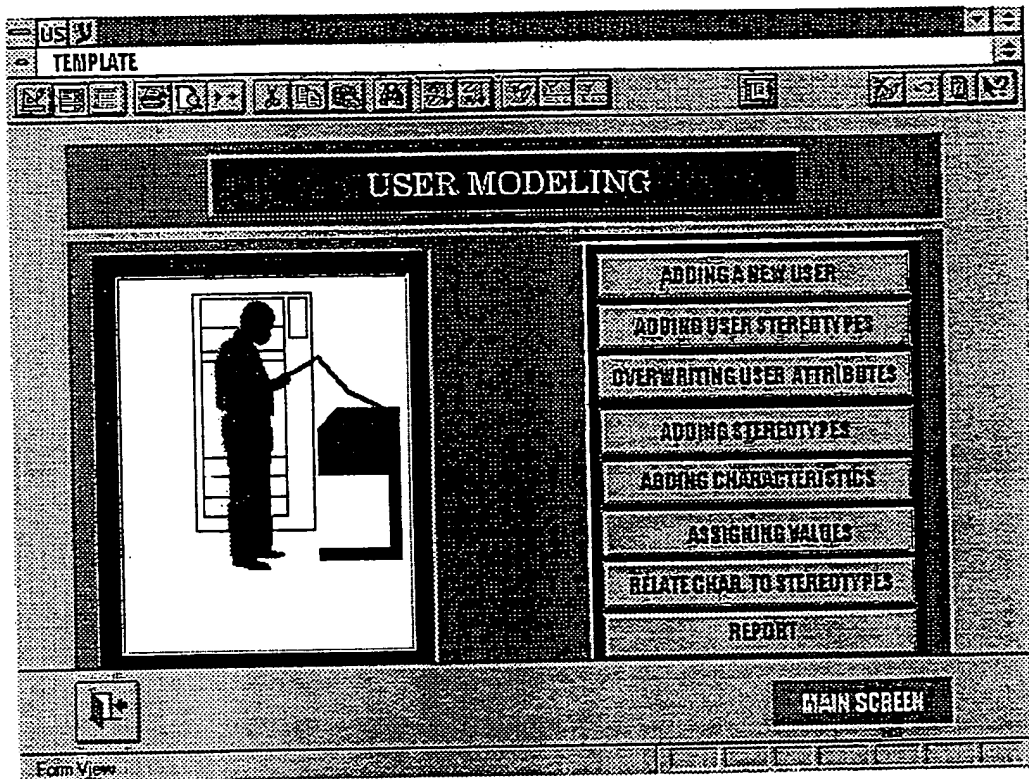 US
TEMPLATE
USER MODELING
ADDING A NEW USER
ADDING USER STEREOTYPES
OVERWRITING USER ATTRIBUTES
ADDING STEREOTYPES
ADDING CHARACTERISTICS
ASSIGNING VALUES
RELATE CHAR. TO STEREOTYPES
REPORT
MAIN SCREEN
Form View